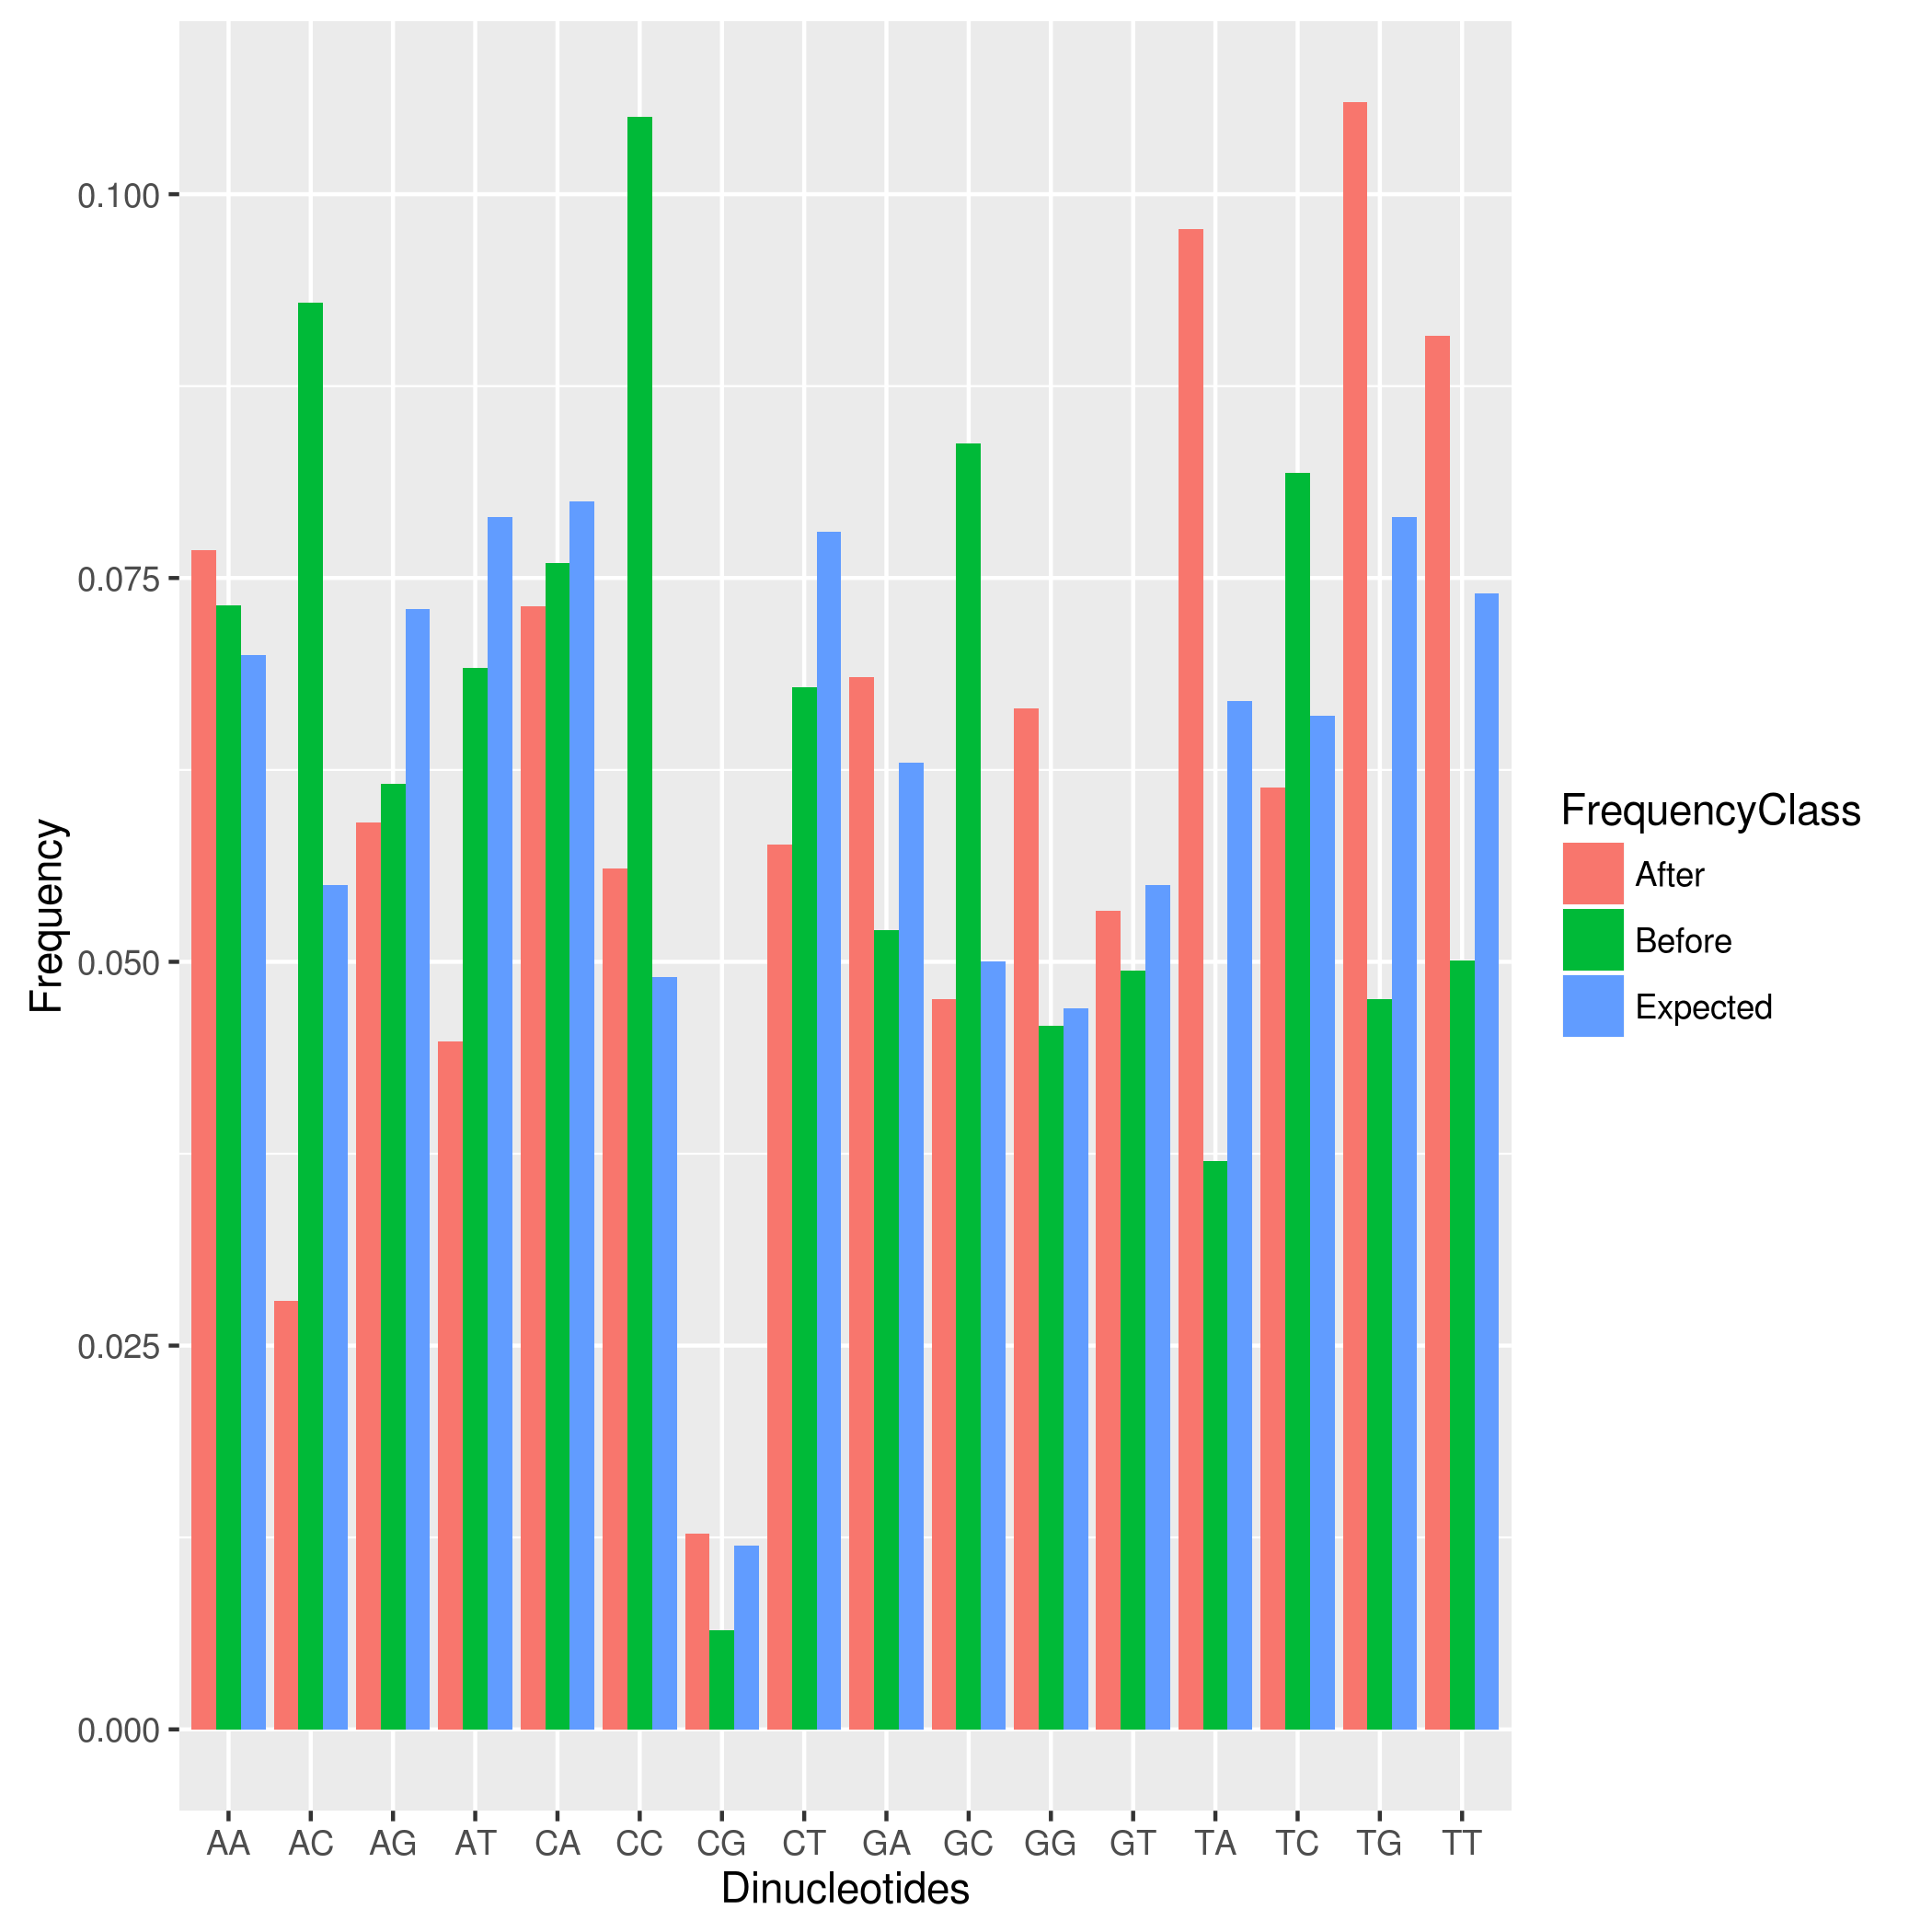 Frequency
0.100
0.075
0.050
0.025
0.000
AA AC AG AT CA CC CG CT GA GC GG GT TA TC TG TT
Dinucleotides
FrequencyClass
After
Before
Expected